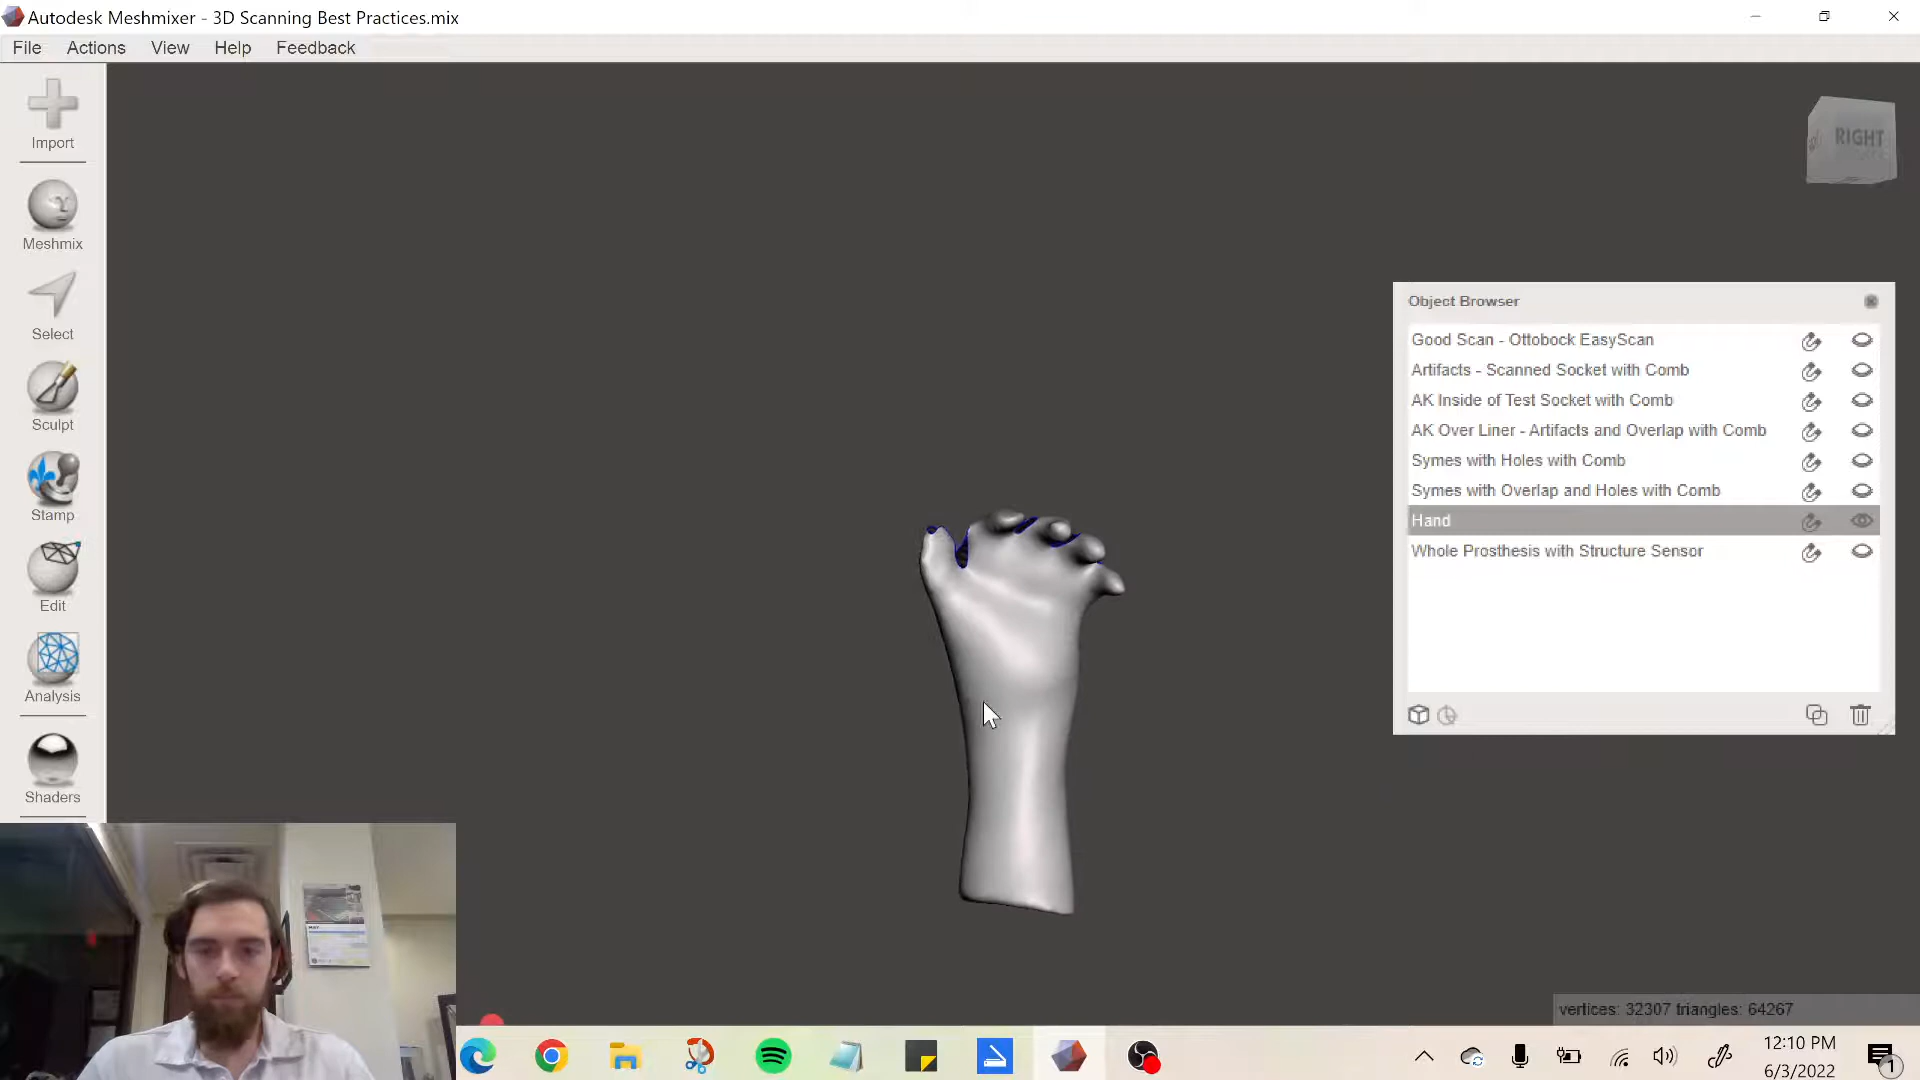 Autodesk Meshmixer - 3D Scanning Best Practices.mix
File Actions View Help Feedback
Import
Meshmix
Select
Sculpt
Stamp
Edit
Analysis
Shaders
RIGHT
Object Browser
Good Scan - Ottobock EasyScan
Artifacts - Scanned Socket with Comb
AK Inside of Test Socket with Comb
AK Over Liner - Artifacts and Overlap with Comb
Symes with Holes with Comb
Symes with Overlap and Holes with Comb
Hand
Whole Prosthesis with Structure Sensor
vertices: 32307 triangles: 64267
12:10 PM
6/3/2022
1